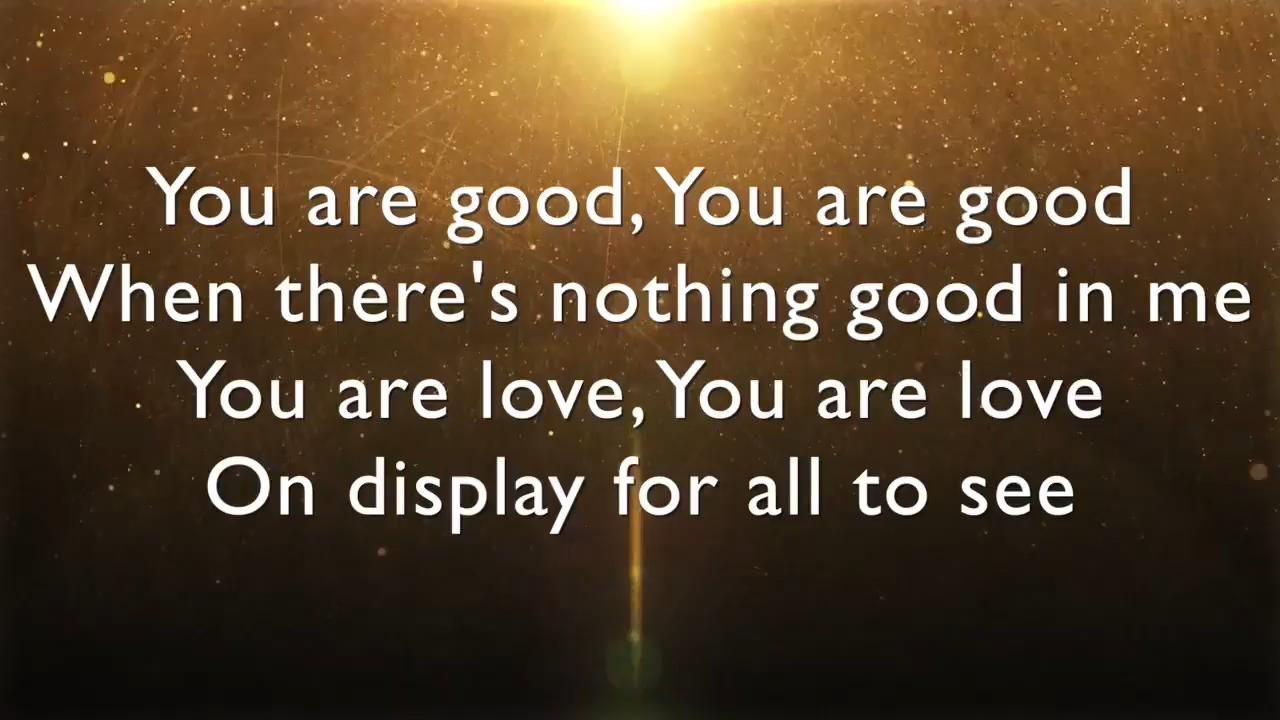 You are good, You are good
When there's nothing good in me
You are love, You are love
On display for all to see